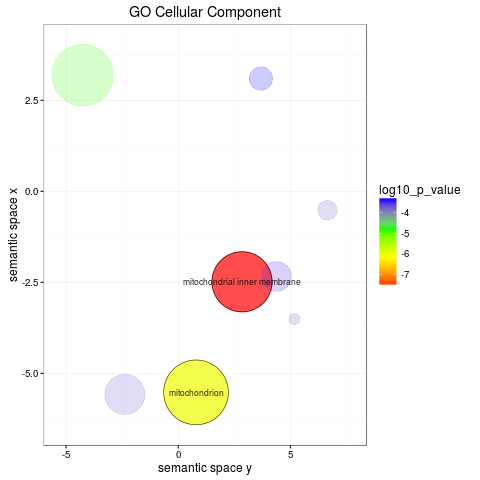 GO Cellular Component
semantic space x
2.5
0.0
-2.5
-5.0
mitochondrial inner membrane
mitochondrion
-5
0
5
semantic space y
log10_p_value
-4
-5
-6
-7